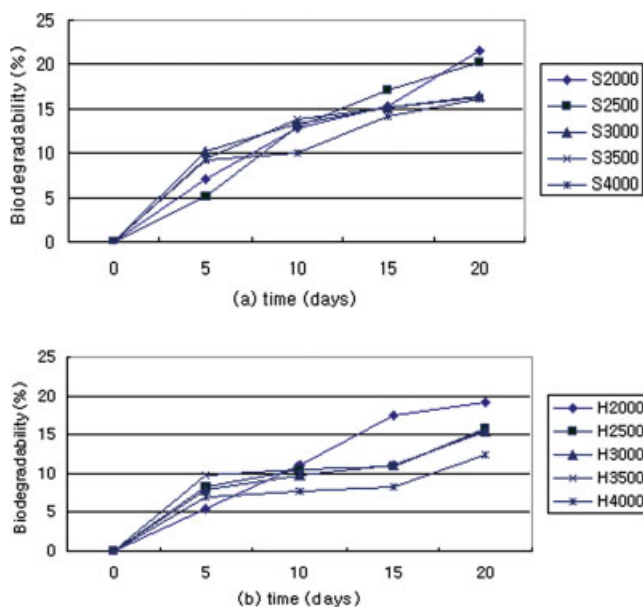 Biodegradability (%)
25
20
15
10
5
0
0 5 10 15 20
(a) time (days)
S2000
S2500
S3000
S3500
S4000
Biodegradability (%)
25
20
15
10
5
0
0 5 10 15 20
(b) time (days)
H2000
H2500
H3000
H3500
H4000